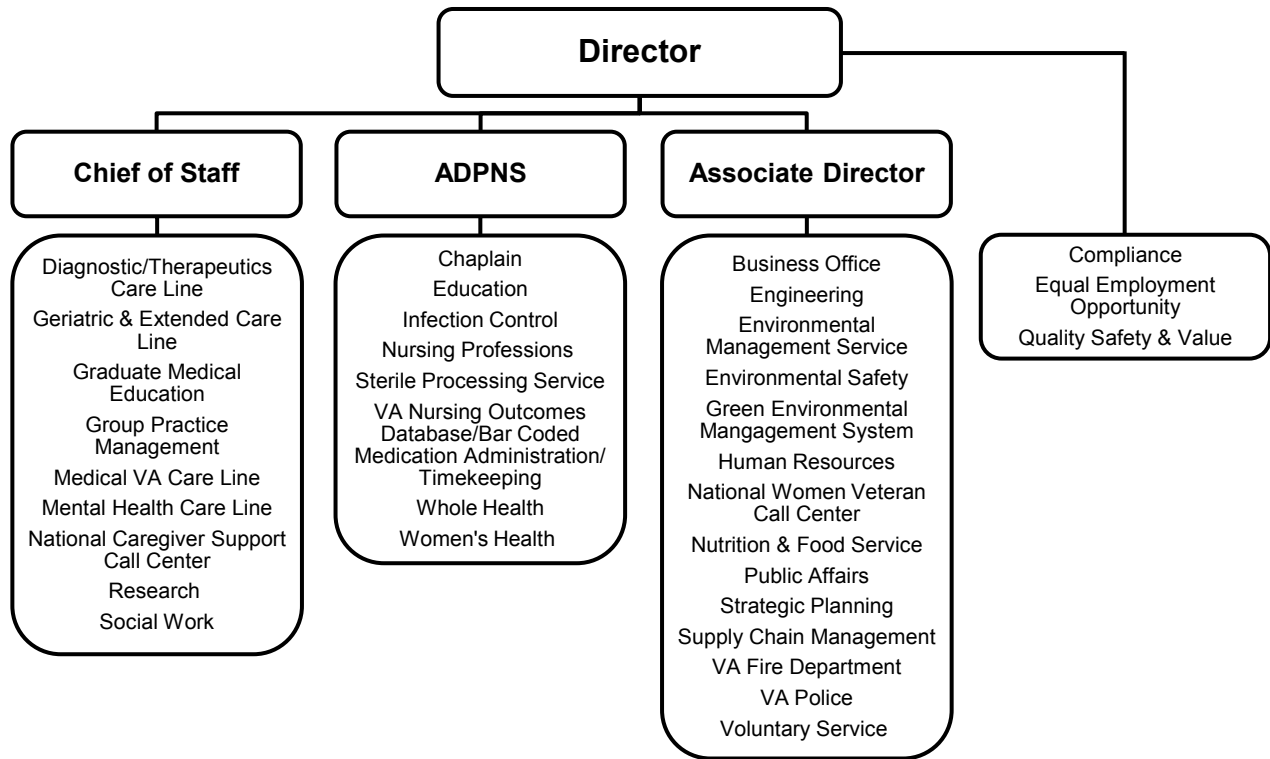 Director
Chief of Staff
ADPNS
Associate Director
Diagnostic/Therapeutics
Care Line
Geriatric & Extended Care
Line
Graduate Medical
Education
Group Practice
Management
Medical VA Care Line
Mental Health Care Line
National Caregiver Support
Call Center
Research
Social Work
Chaplain
Education
Infection Control
Nursing Professions
Sterile Processing Service
VA Nursing Outcomes
Database/Bar Coded
Medication Administration/
Timekeeping
Whole Health
Women's Health
Business Office
Engineering
Environmental
Management Service
Environmental Safety
Green Environmental
Mangagement System
Human Resources
National Women Veteran
Call Center
Nutrition & Food Service
Public Affairs
Strategic Planning
Supply Chain Management
VA Fire Department
VA Police
Voluntary Service
Compliance
Equal Employment
Opportunity
Quality Safety & Value